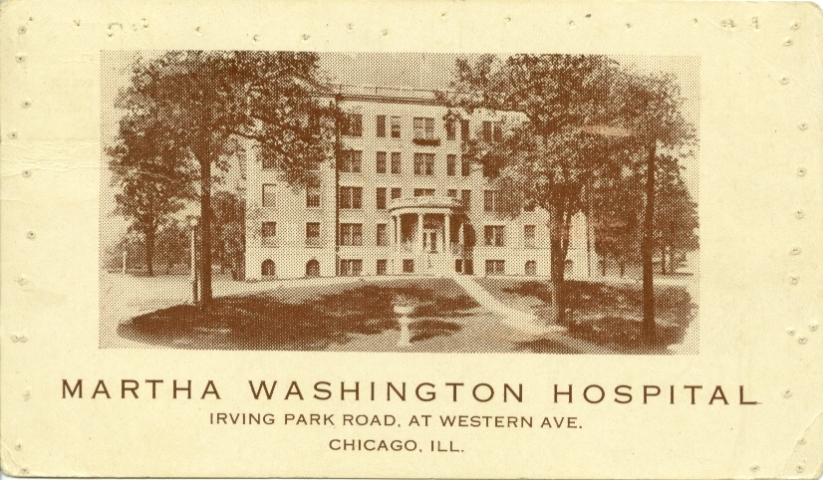 MARTHA WASHINGTON HOSPITAL
IRVING PARK ROAD, AT WESTERN AVE.
CHICAGO, ILL.